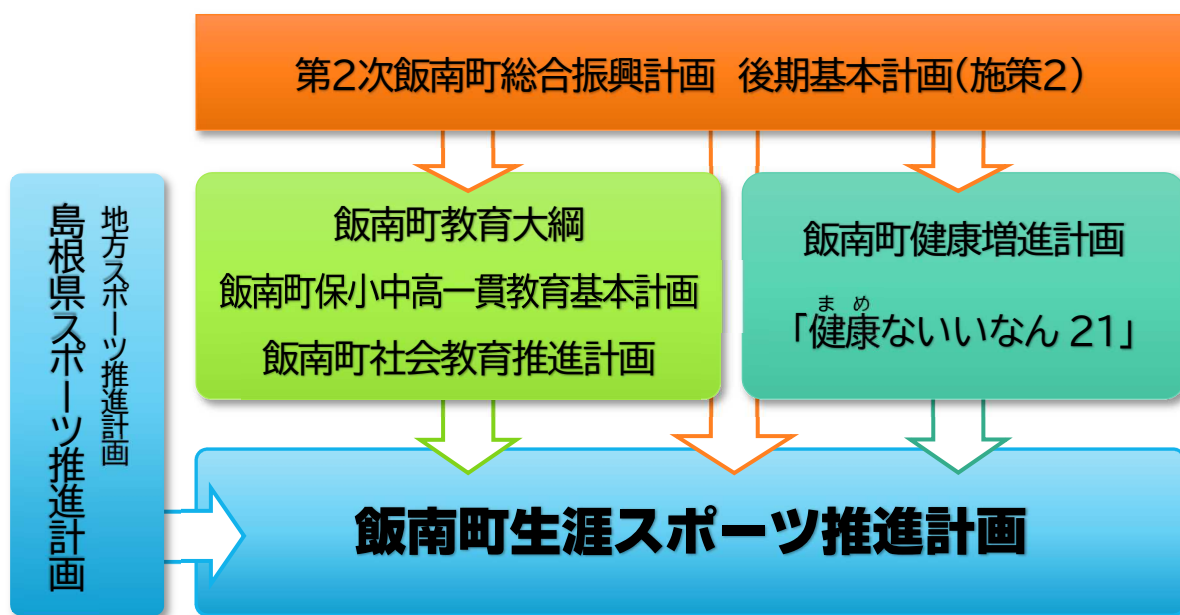 第2次飯南町総合振興計画 後期基本計画(施策2)
地方スポーツ推進計画
島根県スポーツ推進計画
飯南町教育大綱
飯南町保小中高一貫教育基本計画
飯南町社会教育推進計画
飯南町健康増進計画
まめ
「健康ないいなん 21」
飯南町生涯スポーツ推進計画